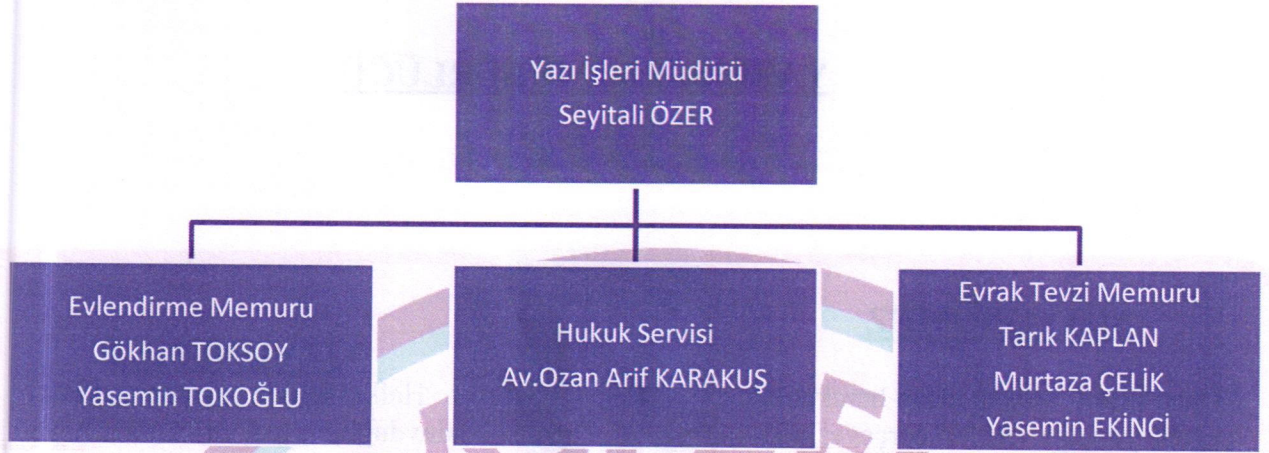 Yazı İşleri Müdürü
Seyitali ÖZER
Evlendirme Memuru
Gökhan TOKSOY
Yasemin TOKOĞLU
Hukuk Servisi
Av.Ozan Arif KARAKUŞ
Evrak Tevzi Memuru
Tarık KAPLAN
Murtaza ÇELİK
Yasemin EKİNCİ